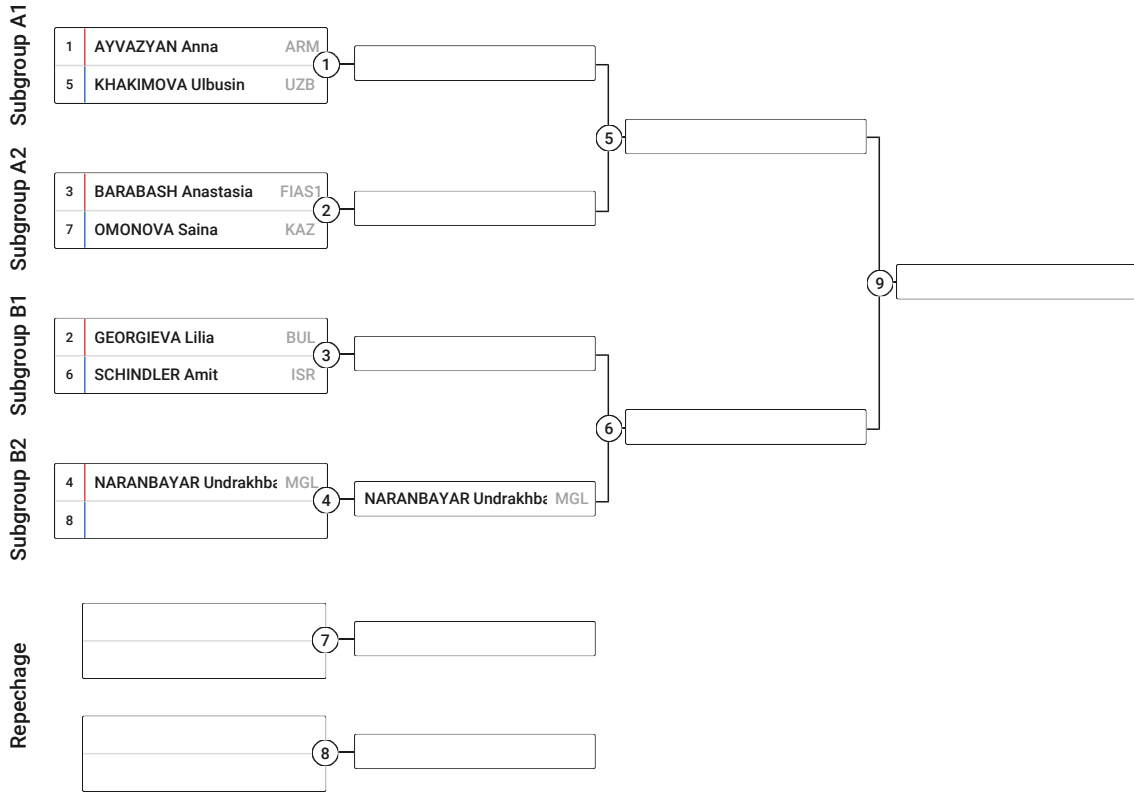 Subgroup A1
1 AYVAZYAN Anna ARM
5 KHAKIMOVA Ulbusin UZB
1
5
Subgroup A2
3 BARABASH Anastasia FIAS1
7 OMONOVA Saina KAZ
2
9
Subgroup B1
2 GEORGIEVA Lilia BUL
6 SCHINDLER Amit ISR
3
6
Subgroup B2
4 NARANBAYAR Undrakhba MGL
8
4
NARANBAYAR Undrakhba MGL
Repechage
7
8